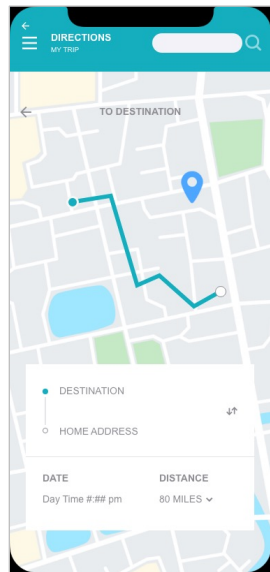 DIRECTIONS
MY TRIP
TO DESTINATION
DESTINATION
HOME ADDRESS
DATE
DISTANCE
Day Time #:## pm
80 MILES